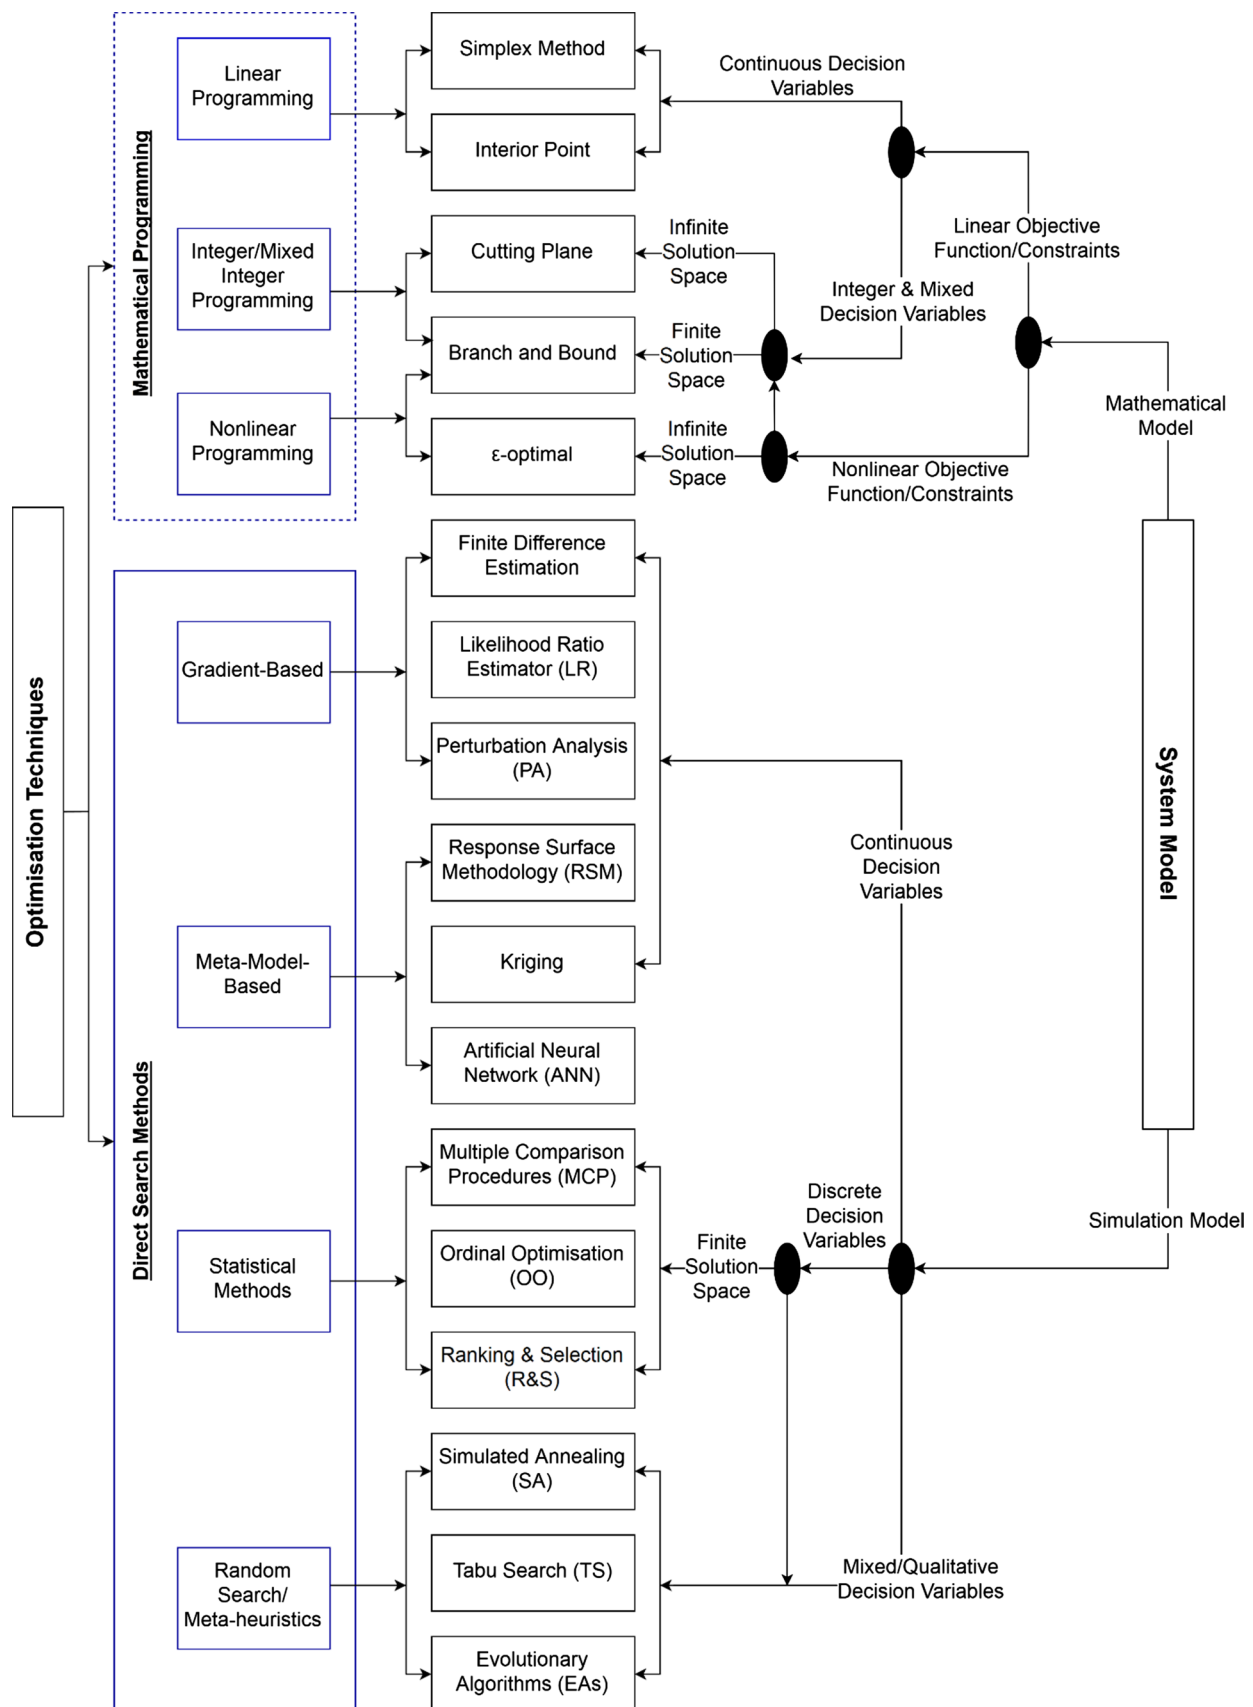 Optimisation Techniques
Mathematical Programming
Linear
Programming
Integer/Mixed
Integer
Programming
Nonlinear
Programming
Direct Search Methods
Gradient-Based
Meta-Model-
Based
Statistical
Methods
Random
Search/
Meta-heuristics
Simplex Method
Interior Point
Cutting Plane
Branch and Bound
ε-optimal
Finite Difference
Estimation
Likelihood Ratio
Estimator (LR)
Perturbation Analysis
(PA)
Response Surface
Methodology (RSM)
Kriging
Artificial Neural
Network (ANN)
Multiple Comparison
Procedures (MCP)
Ordinal Optimisation
(OO)
Ranking & Selection
(R&S)
Simulated Annealing
(SA)
Tabu Search (TS)
Evolutionary
Algorithms (EAs)
Continuous Decision
Variables
Infinite
Solution
Space
Finite
Solution
Space
Infinite
Solution
Space
Integer & Mixed
Decision Variables
Linear Objective
Function/Constraints
Nonlinear Objective
Function/Constraints
Mathematical
Model
System Model
Continuous
Decision
Variables
Discrete
Decision
Variables
Finite
Solution
Space
Simulation Model
Mixed/Qualitative
Decision Variables